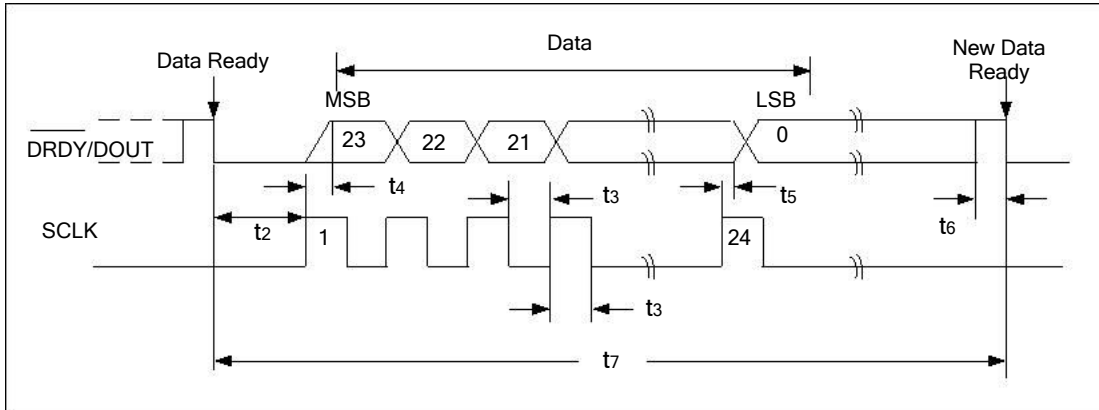 Data
Data Ready
New Data
Ready
MSB
LSB
DRDY/DOUT
23
22
21
0
t4
t3
t5
t2
t6
SCLK
1
24
t3
t7